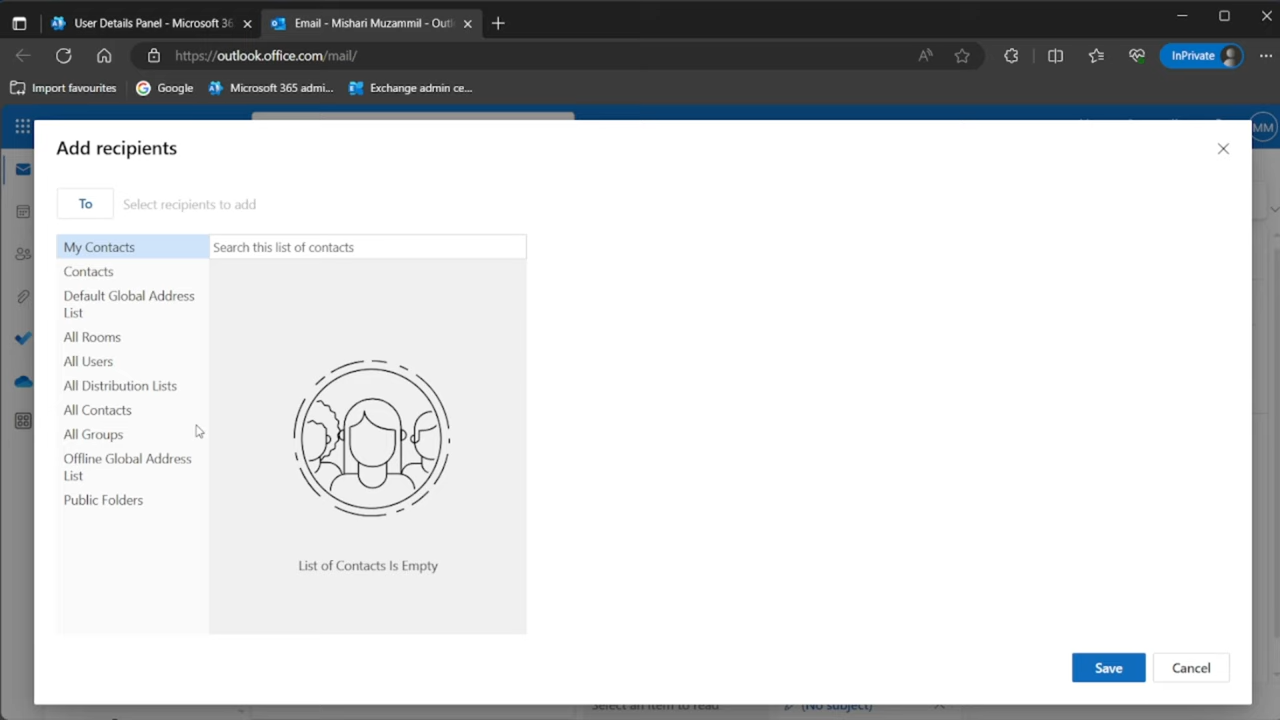 User Details Panel - Microsoft 36
Email - Mishari Muzammil - Outl
https://outlook.office.com/mail/
InPrivate
Import favourites
Google
Microsoft 365 admi...
Exchange admin ce...
MM
Add recipients
To
Select recipients to add
My Contacts
Search this list of contacts
Contacts
Default Global Address
List
All Rooms
All Users
All Distribution Lists
All Contacts
All Groups
Offline Global Address
List
Public Folders
List of Contacts Is Empty
Save
Cancel
Select an item to read
(No subject)